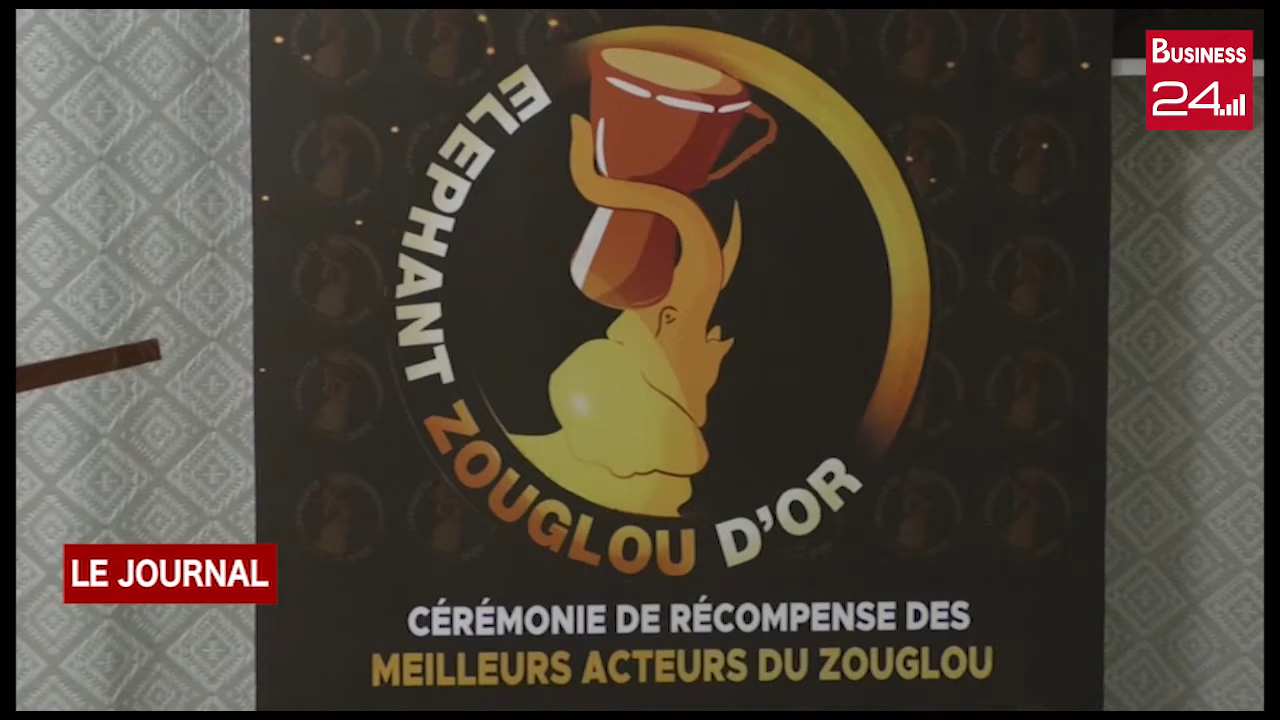 BUSINESS
24
ELEPHANT ZOUGLOU D'OR
LE JOURNAL
CÉRÉMONIE DE RÉCOMPENSE DES
MEILLEURS ACTEURS DU ZOUGLOU